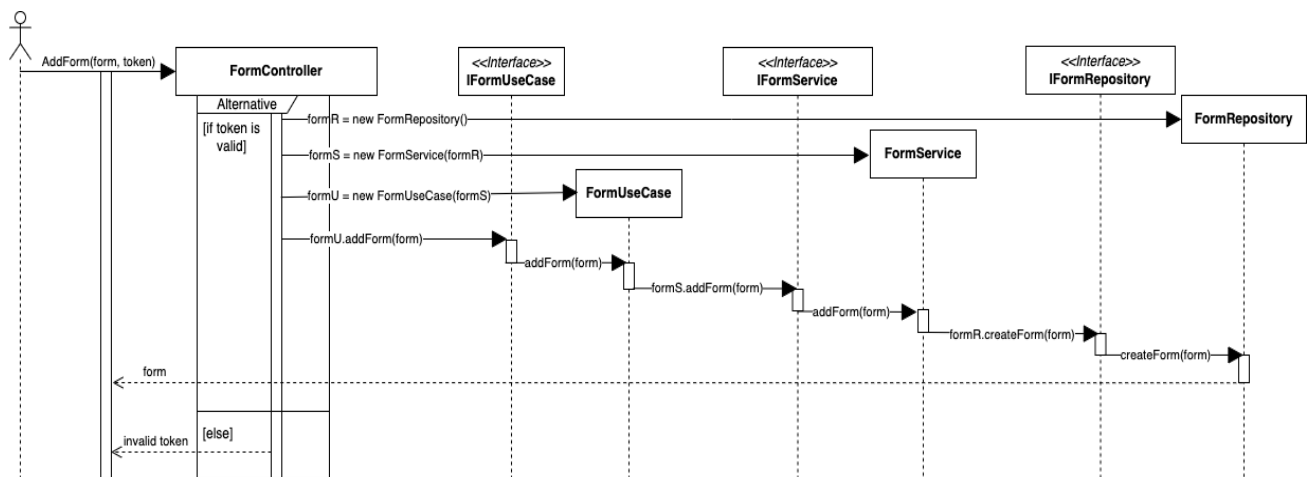 AddForm(form, token)
FormController
<<Interface>>
IFormUseCase
<<Interface>>
IFormService
<<Interface>>
IFormRepository
FormRepository
Alternative
[if token is
valid]
formR = new FormRepository()
formS = new FormService(formR)
FormService
formU = new FormUseCase(formS)
FormUseCase
formU.addForm(form)
addForm(form)
formS.addForm(form)
addForm(form)
formR.createForm(form)
createForm(form)
form
[else]
invalid token